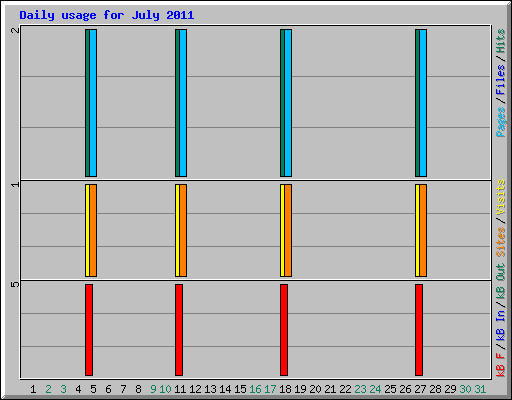 Daily usage for July 2011
2
1
5
Pages / Files / Hits
Sites / Visits
kB F / kB In / kB Out
1 2 3 4 5 6 7 8 9 10 11 12 13 14 15 16 17 18 19 20 21 22 23 24 25 26 27 28 29 30 31